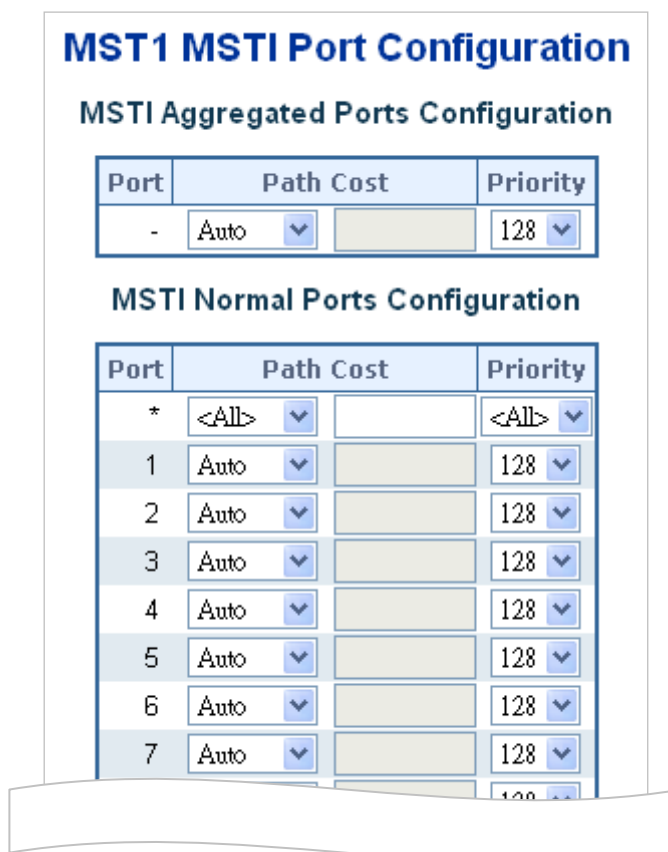 MST1 MSTI Port Configuration
MSTI Aggregated Ports Configuration
Port Path Cost Priority
- Auto 128
MSTI Normal Ports Configuration
Port Path Cost Priority
* <All> <All>
1 Auto 128
2 Auto 128
3 Auto 128
4 Auto 128
5 Auto 128
6 Auto 128
7 Auto 128